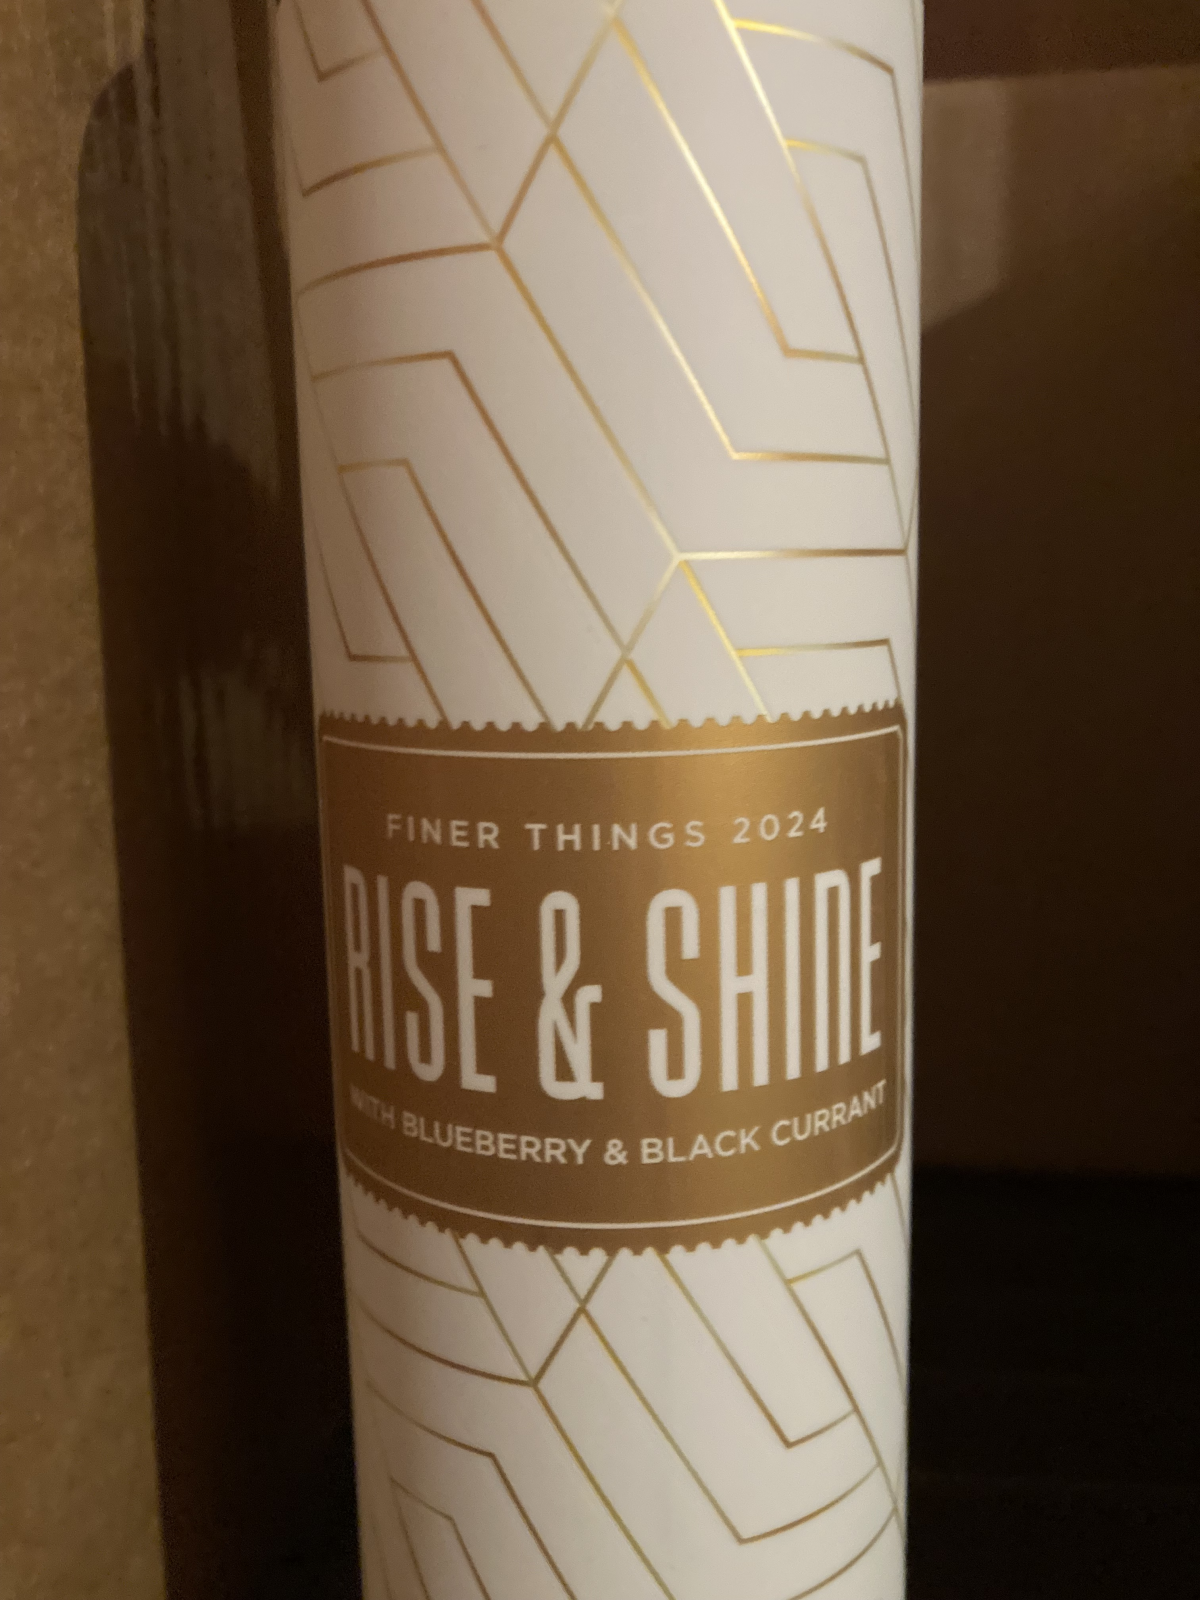 FINER THINGS 2024
RISE & SHINE
WITH BLUEBERRY & BLACK CURRANT